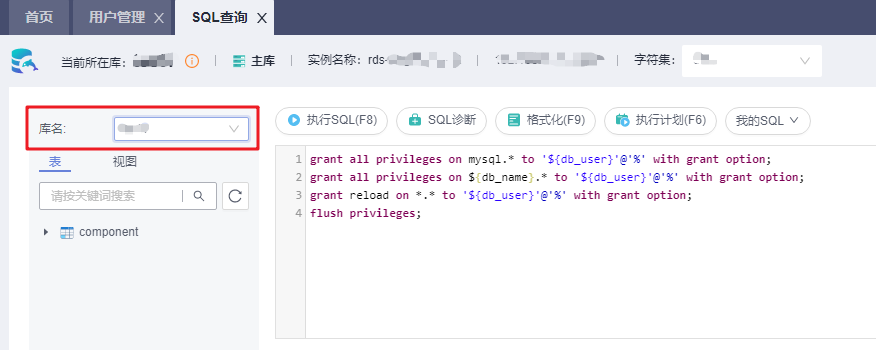 首页 用户管理 SQL查询
当前所在库: 主库 实例名称: rds- 字符集:
库名:
执行SQL(F8) SQL诊断 格式化(F9) 执行计划(F6) 我的SQL
表 视图
请按关键词搜索
component
1 grant all privileges on mysql.* to '${db_user}'@'%' with grant option;
2 grant all privileges on ${db_name}.* to '${db_user}'@'%' with grant option;
3 grant reload on *.* to '${db_user}'@'%' with grant option;
4 flush privileges;